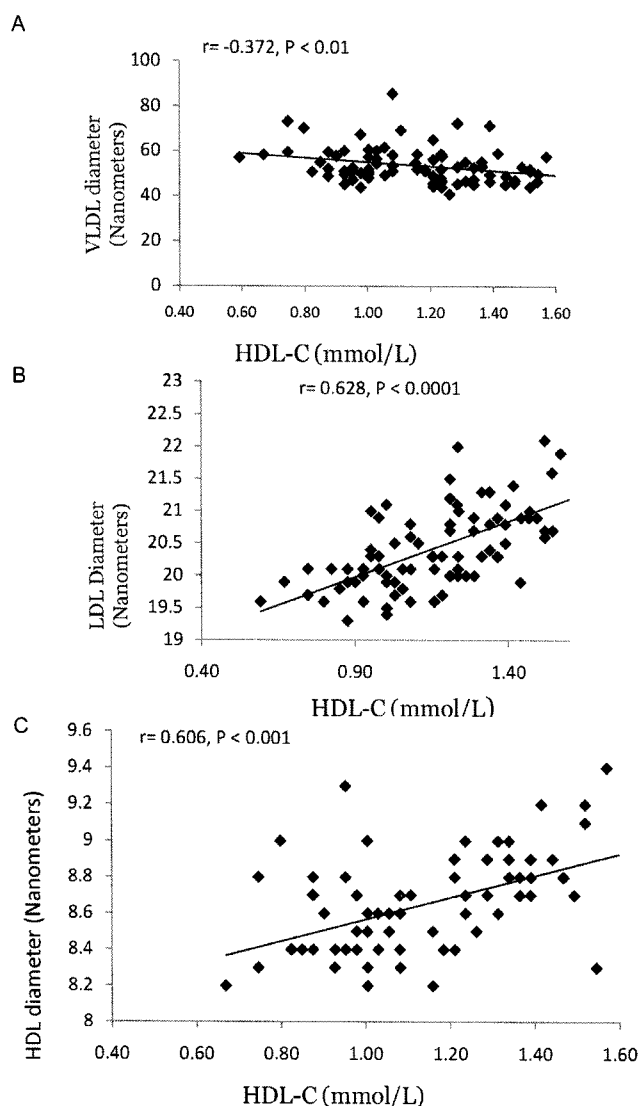 A
r= -0.372, P < 0.01
100
80
60
40
20
0
VLDL diameter
(Nanometers)
0.40 0.60 0.80 1.00 1.20 1.40 1.60
HDL-C (mmol/L)
B
r= 0.628, P < 0.0001
23
22.5
22
21.5
21
20.5
20
19.5
19
LDL Diameter
(Nanometers)
0.40 0.90 1.40
HDL-C (mmol/L)
C
r= 0.606, P < 0.001
9.6
9.4
9.2
9
8.8
8.6
8.4
8.2
8
HDL diameter (Nanometers)
0.40 0.60 0.80 1.00 1.20 1.40 1.60
HDL-C (mmol/L)